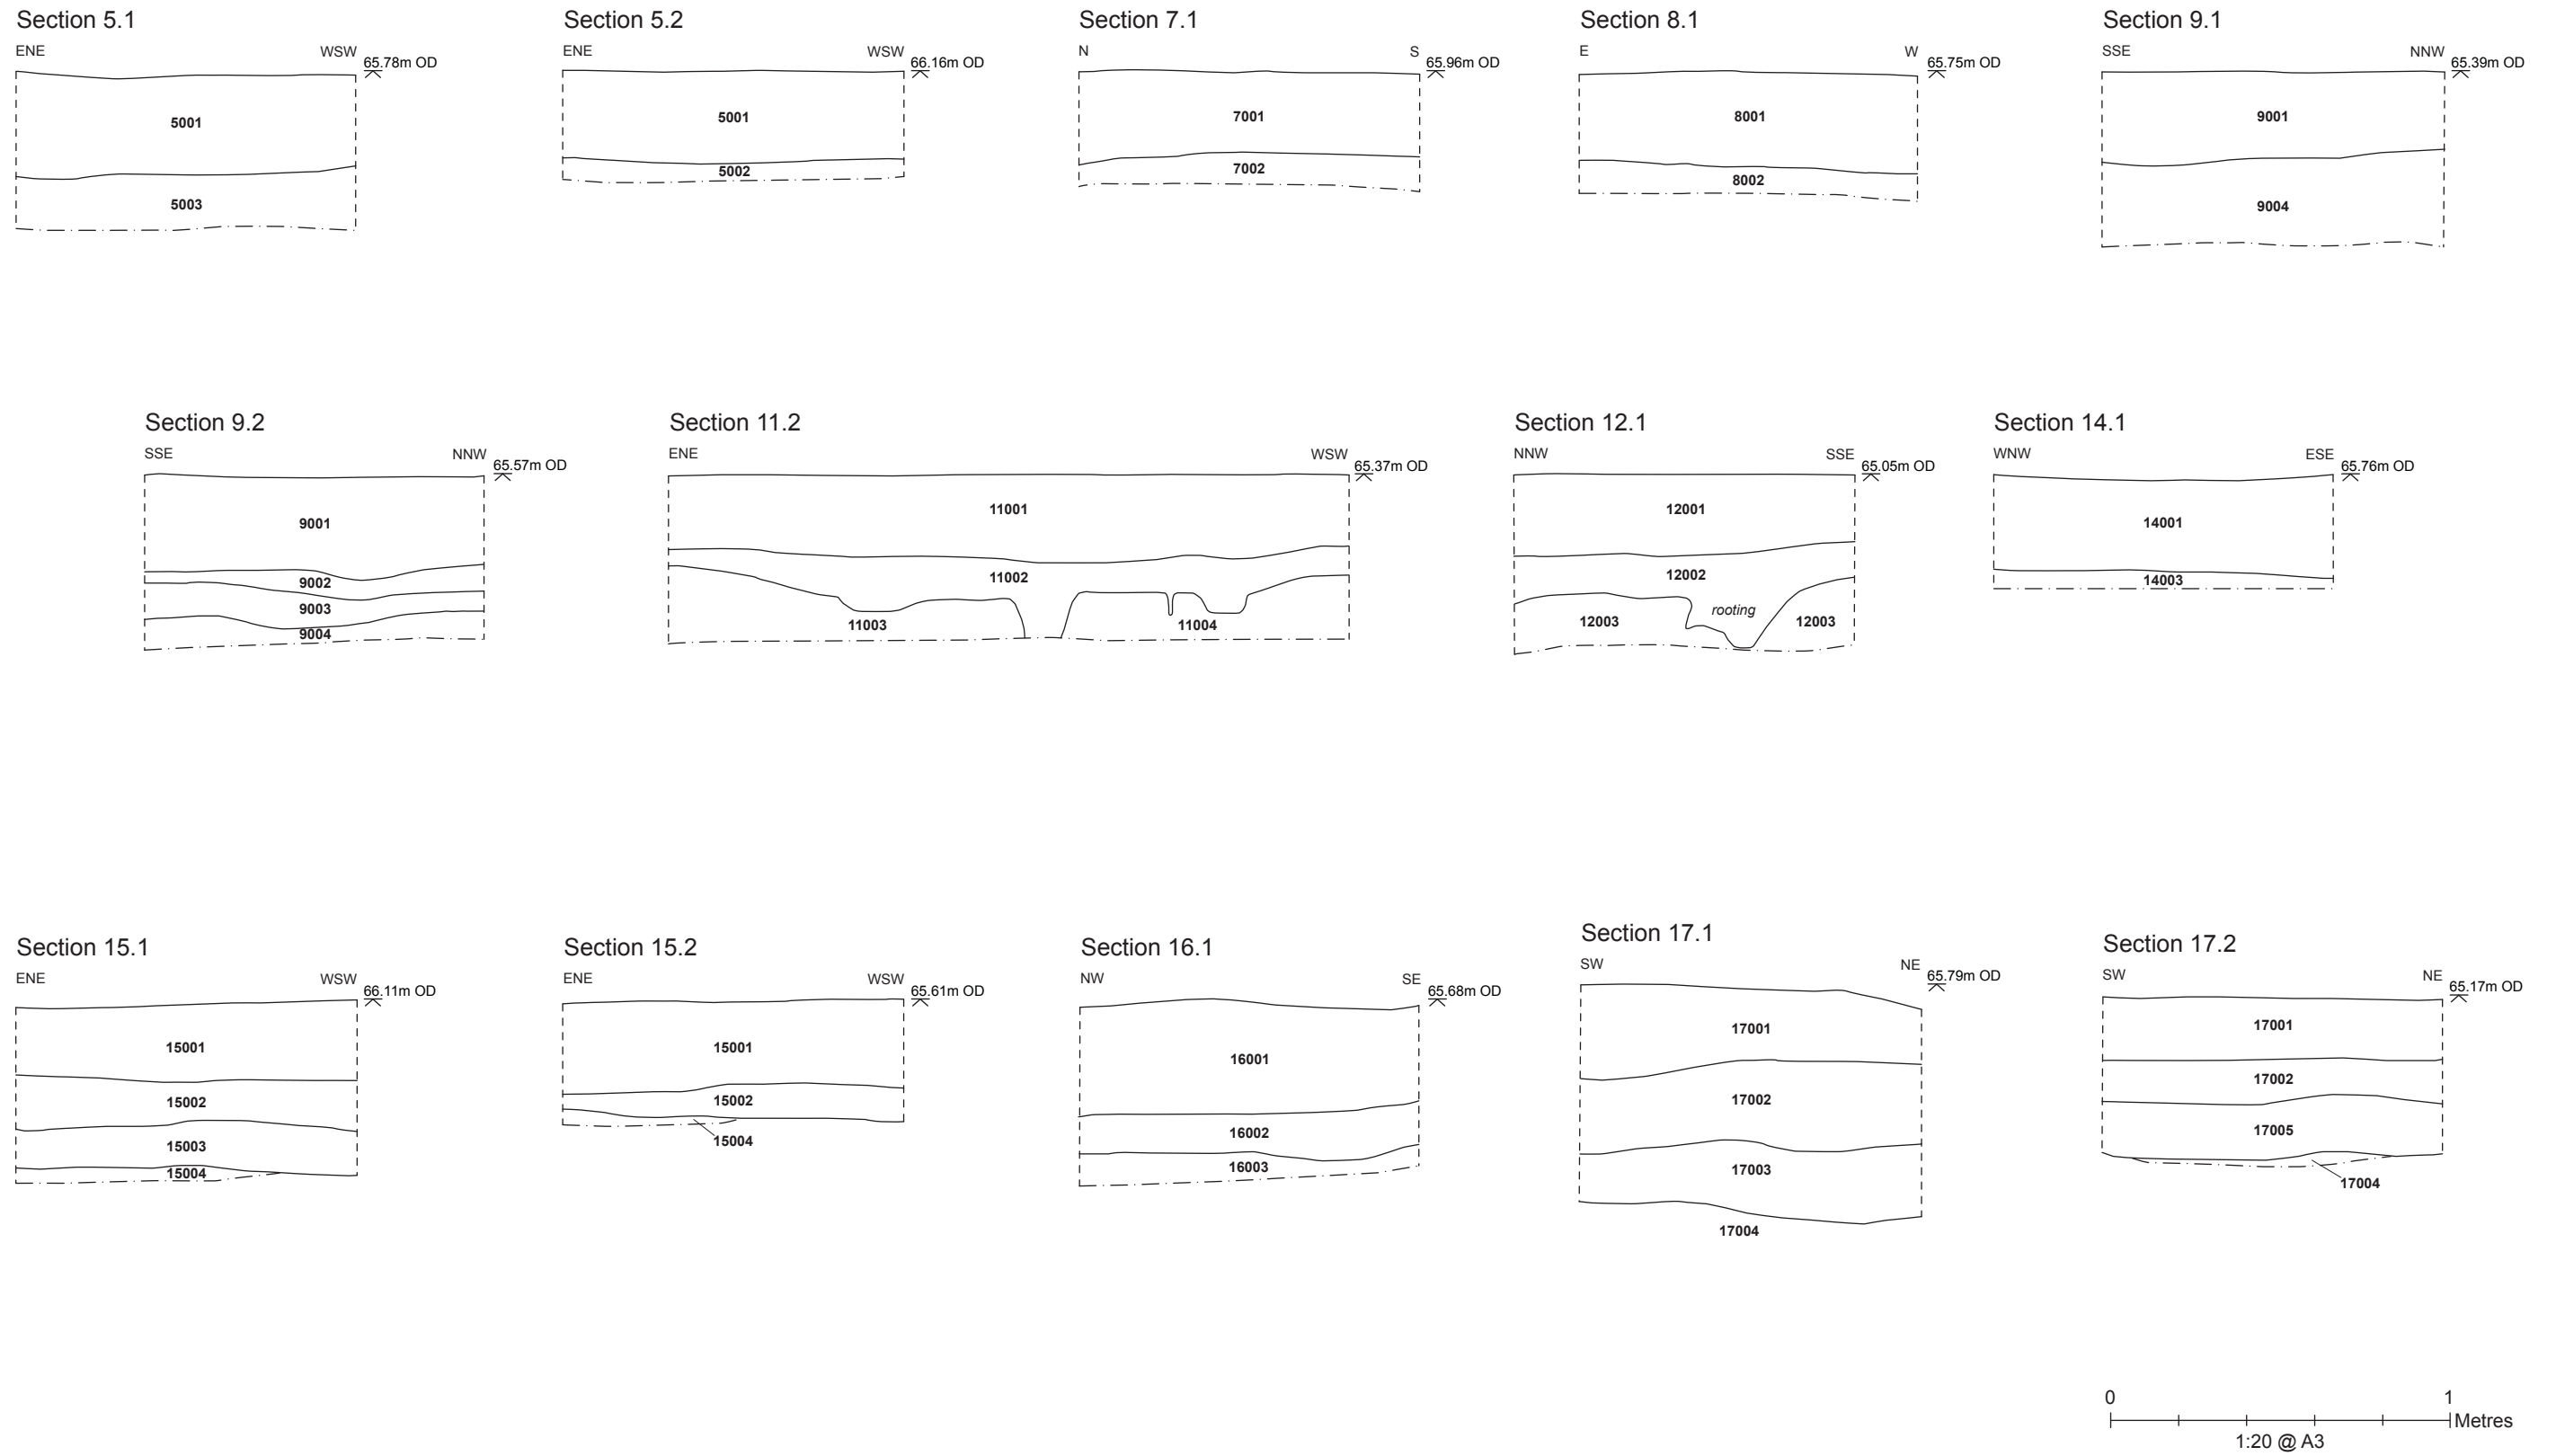 Section 5.1
ENE WSW
65.78m OD
5001
5003
Section 5.2
ENE WSW
66.16m OD
5001
5002
Section 7.1
N S
65.96m OD
7001
7002
Section 8.1
E W
65.75m OD
8001
8002
Section 9.1
SSE NNW
65.39m OD
9001
9004
Section 9.2
SSE NNW
65.57m OD
9001
9002
9003
9004
Section 11.2
ENE WSW
65.37m OD
11001
11002
11003
11004
Section 12.1
NNW SSE
65.05m OD
12001
12002
rooting
12003
12003
Section 14.1
WNW ESE
65.76m OD
14001
14003
Section 15.1
ENE WSW
66.11m OD
15001
15002
15003
15004
Section 15.2
ENE WSW
65.61m OD
15001
15002
15004
Section 16.1
NW SE
65.68m OD
16001
16002
16003
Section 17.1
SW NE
65.79m OD
17001
17002
17003
17004
Section 17.2
SW NE
65.17m OD
17001
17002
17005
17004
0 1
Metres
1:20 @ A3